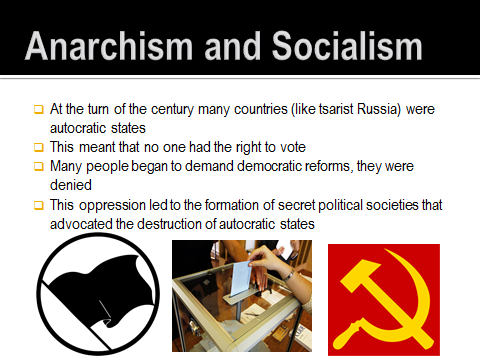 Anarchism and Socialism
At the turn of the century many countries (like tsarist Russia) were
autocratic states
This meant that no one had the right to vote
Many people began to demand democratic reforms, they were
denied
This oppression led to the formation of secret political societies that
advocated the destruction of autocratic states